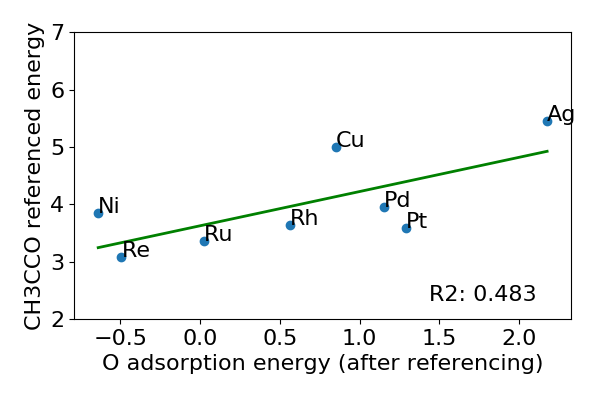 CH3CCO referenced energy
7
6
5
4
3
2
Ag
Cu
Ni
Pd
Rh
Pt
Ru
Re
R2: 0.483
−0.5
0.0
0.5
1.0
1.5
2.0
O adsorption energy (after referencing)